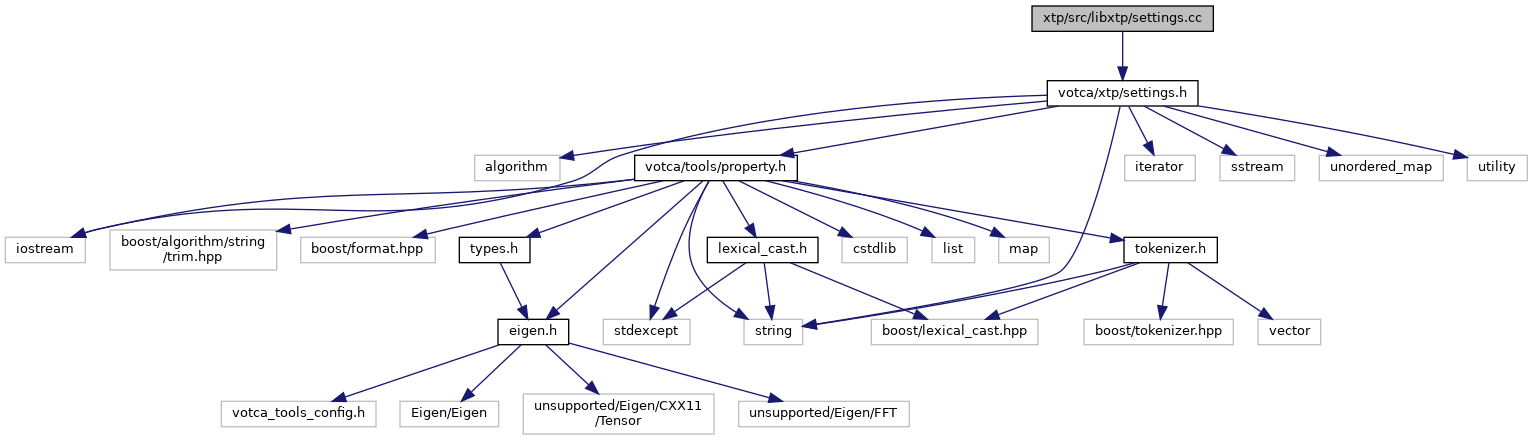 xtp/src/libxtp/settings.cc
votca/xtp/settings.h
algorithm
votca/tools/property.h
iterator
sstream
unordered_map
utility
iostream
boost/algorithm/string
/trim.hpp
boost/format.hpp
types.h
lexical_cast.h
cstdlib
list
map
tokenizer.h
eigen.h
stdexcept
string
boost/lexical_cast.hpp
boost/tokenizer.hpp
vector
votca_tools_config.h
Eigen/Eigen
unsupported/Eigen/CXX11
/Tensor
unsupported/Eigen/FFT